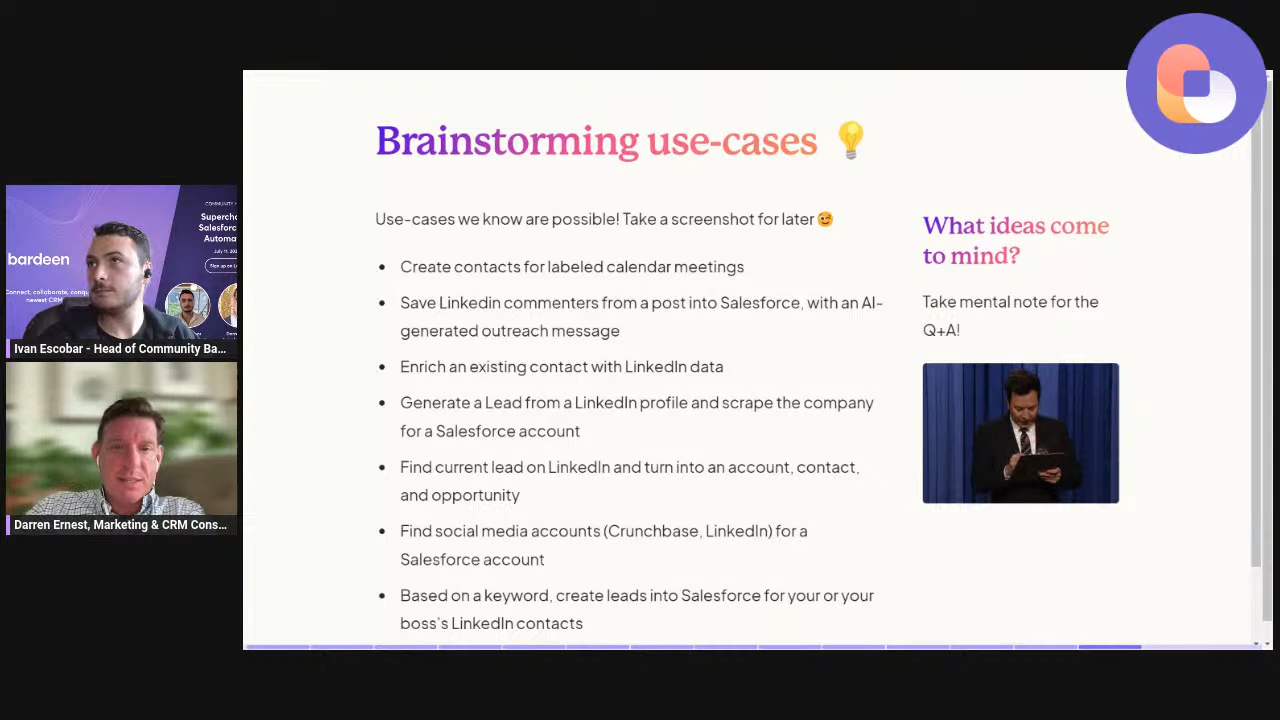 Brainstorming use-cases 💡
Use-cases we know are possible! Take a screenshot for later😉
• Create contacts for labeled calendar meetings
• Save Linkedin commenters from a post into Salesforce, with an AI-
generated outreach message
• Enrich an existing contact with LinkedIn data
• Generate a Lead from a LinkedIn profile and scrape the company
for a Salesforce account
• Find current lead on LinkedIn and turn into an account, contact,
and opportunity
• Find social media accounts (Crunchbase, LinkedIn) for a
Salesforce account
• Based on a keyword, create leads into Salesforce for your or your
boss's LinkedIn contacts
What ideas come
to mind?
Take mental note for the
Q+A!
Superch
Salesforc
Automa
bardeen
newest CRM
Ivan Escobar - Head of Community Ba...
Darren Ernest, Marketing & CRM Cons...